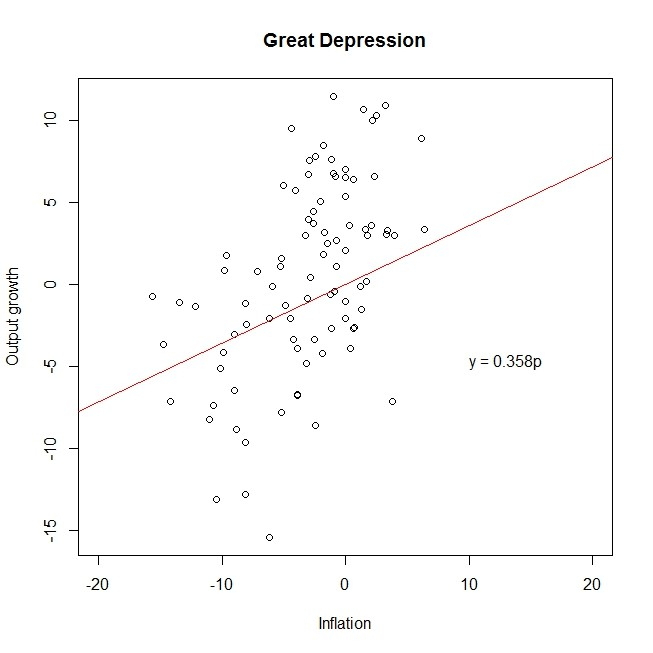 Great Depression
Output growth
10
5
0
-5
-10
-15
y = 0.358p
-20
-10
0
10
20
Inflation